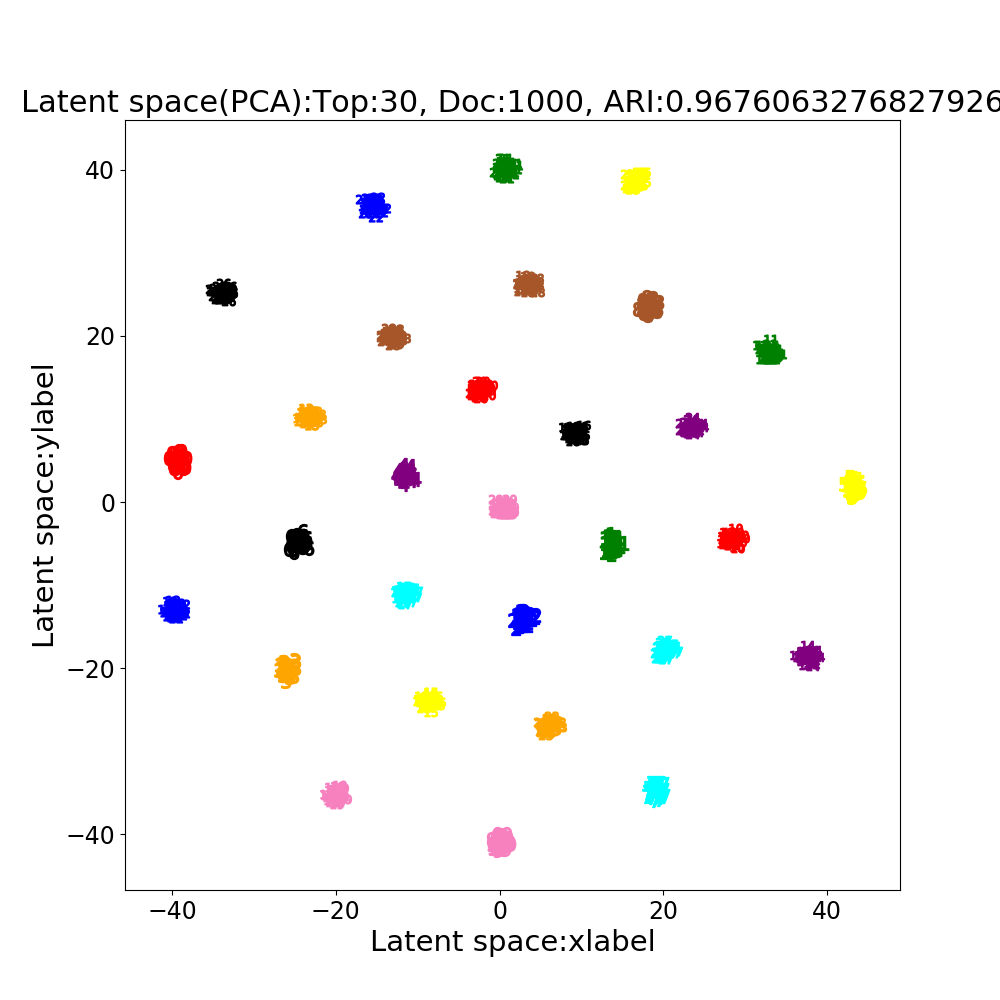 Latent space(PCA):Top:30, Doc:1000, ARI:0.9676063276827926
40
20
0
−20
−40
Latent space:ylabel
−40 −20 0 20 40
Latent space:xlabel